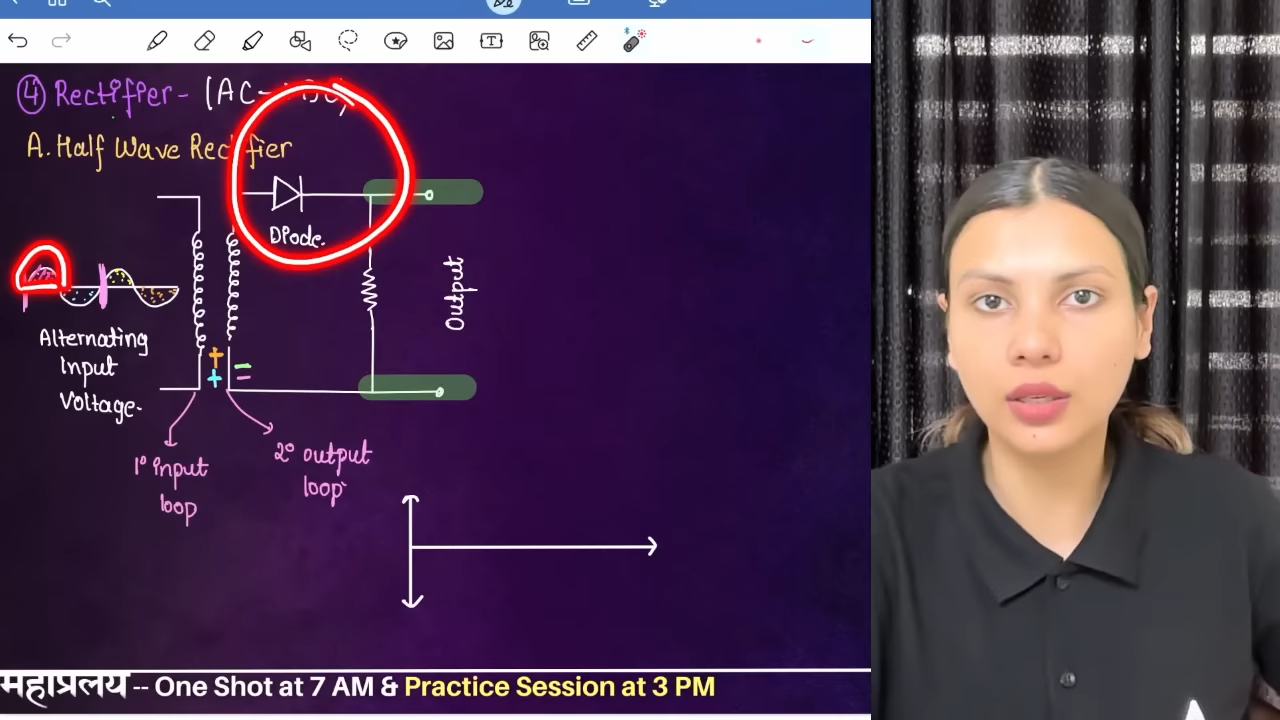 ④ Rectifier - (AC-
A. Half Wave Rectifier
Diode.
Output
Alternating
Input
Voltage.
+
+
–
=
1° input
loop
2° output
loop
महाप्रलय -- One Shot at 7 AM & Practice Session at 3 PM